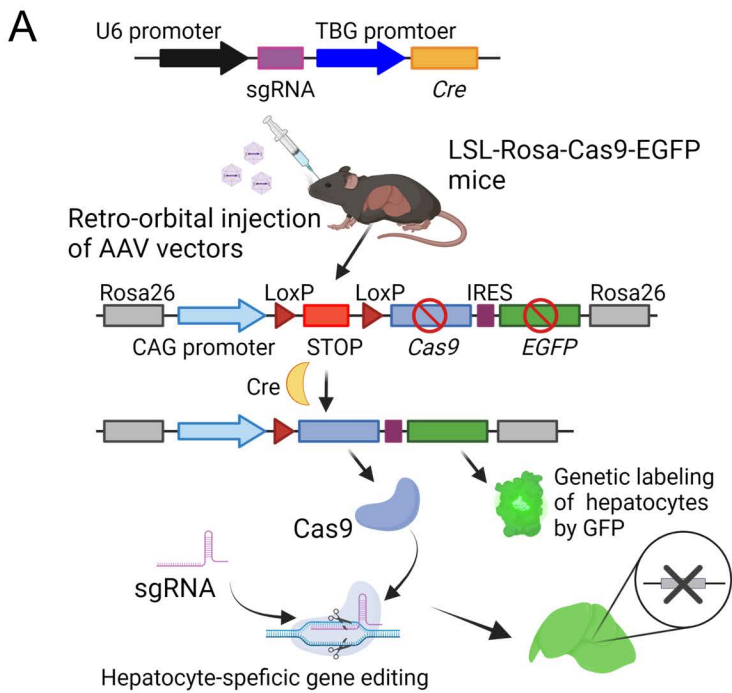 A
U6 promoter
TBG promtoer
sgRNA
Cre
LSL-Rosa-Cas9-EGFP
mice
Retro-orbital injection
of AAV vectors
Rosa26
LoxP
LoxP
IRES
Rosa26
CAG promoter
STOP
Cas9
EGFP
Cre
Genetic labeling
of hepatocytes
by GFP
Cas9
sgRNA
Hepatocyte-speficic gene editing